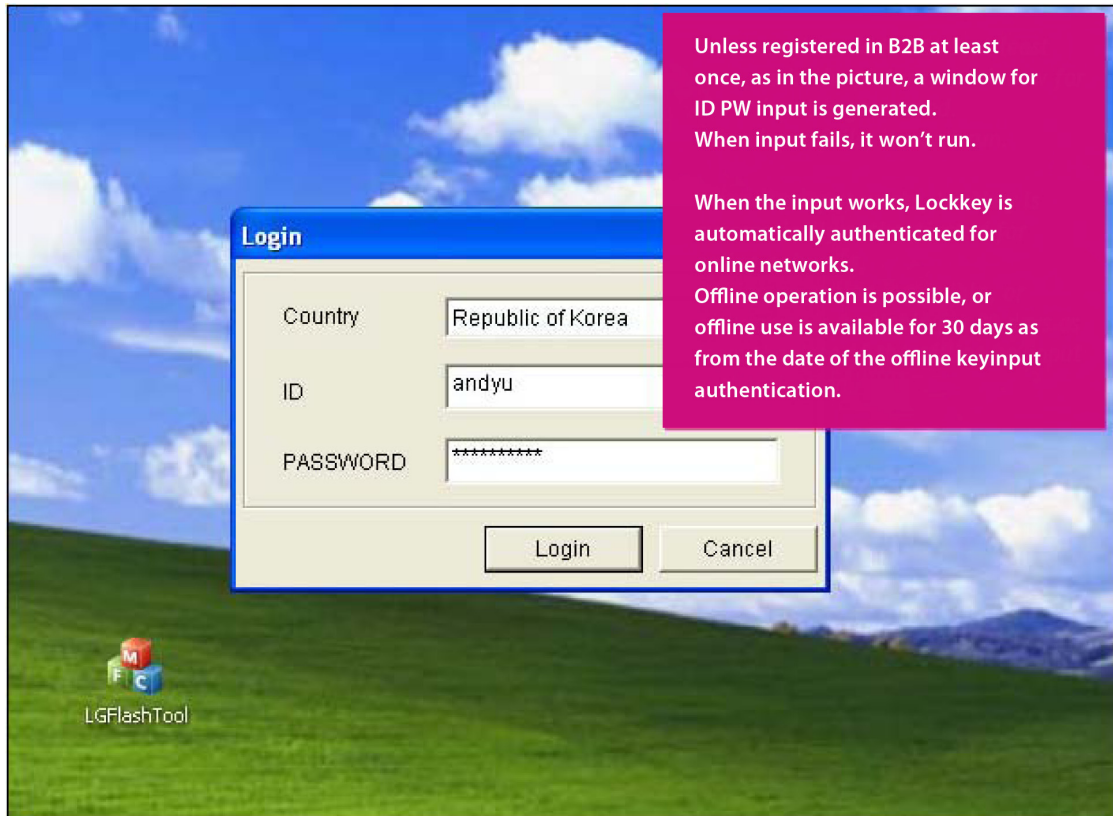 Unless registered in B2B at least
once, as in the picture, a window for
ID PW input is generated.
When input fails, it won't run.
When the input works, Lockkey is
automatically authenticated for
online networks.
Offline operation is possible, or
offline use is available for 30 days as
from the date of the offline keyinput
authentication.
Login
Country
Republic of Korea
ID
andyu
PASSWORD
**********
Login
Cancel
M
F C
LGFlashTool